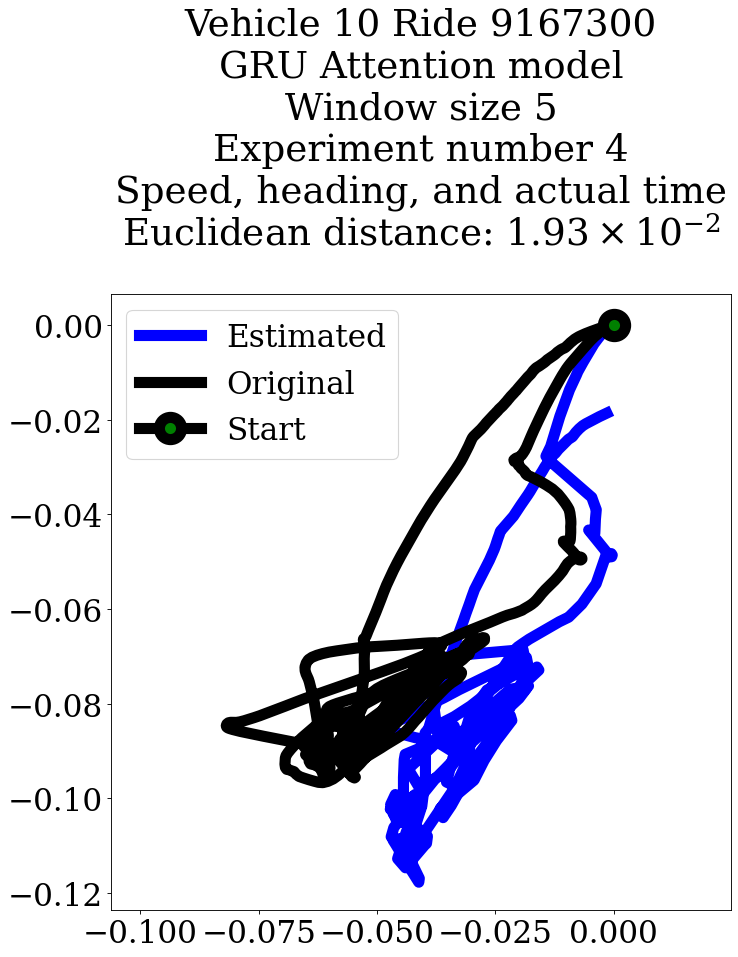 Vehicle 10 Ride 9167300
GRU Attention model
Window size 5
Experiment number 4
Speed, heading, and actual time
Euclidean distance: 1.93 × 10⁻²
Estimated
Original
Start
0.00
−0.02
−0.04
−0.06
−0.08
−0.10
−0.12
−0.100 −0.075 −0.050 −0.025 0.000